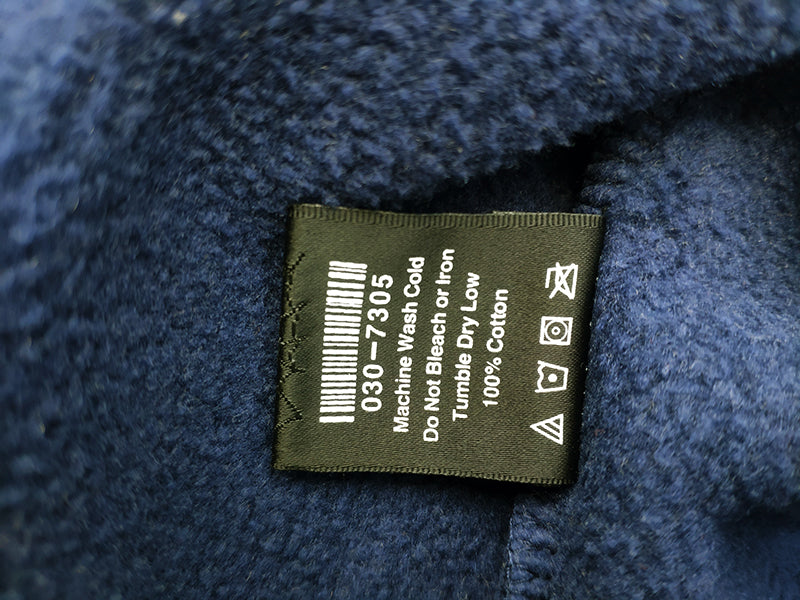 030-7305
Machine Wash Cold
Do Not Bleach or Iron
Tumble Dry Low
100% Cotton